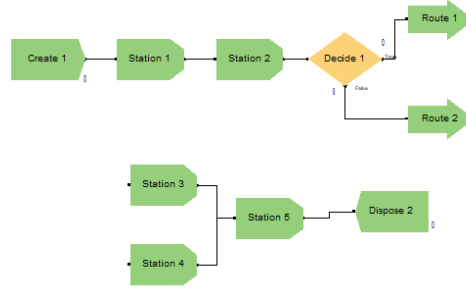 Route 1
Create 1
Station 1
Station 2
Decide 1
True
0
0
0
False
Route 2
Station 3
Station 5
Dispose 2
0
Station 4